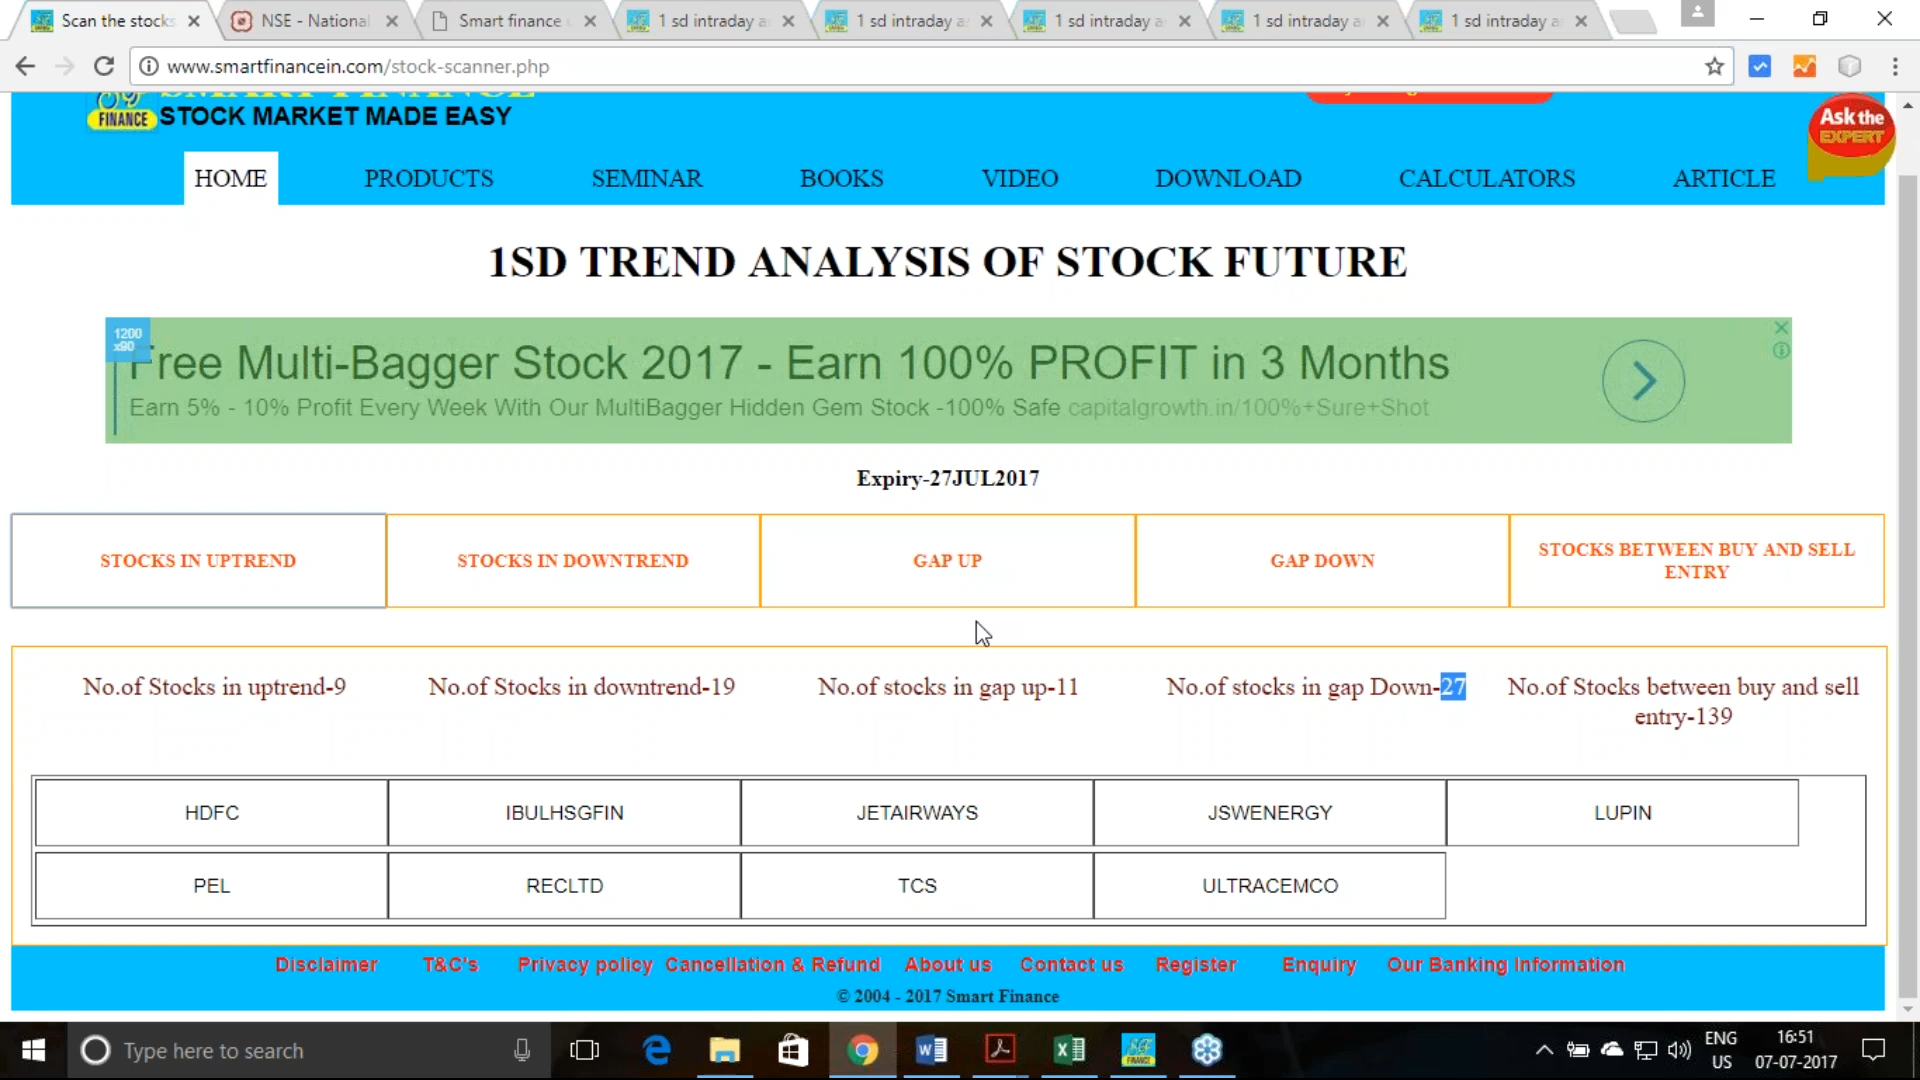 Scan the stocks
NSE - National
Smart finance
1 sd intraday a
1 sd intraday a
1 sd intraday a
1 sd intraday a
1 sd intraday a
www.smartfinancein.com/stock-scanner.php
SMART FINANCE
FINANCE
STOCK MARKET MADE EASY
Ask the
EXPERT
HOME
PRODUCTS
SEMINAR
BOOKS
VIDEO
DOWNLOAD
CALCULATORS
ARTICLE
1SD TREND ANALYSIS OF STOCK FUTURE
1200
x90
Free Multi-Bagger Stock 2017 - Earn 100% PROFIT in 3 Months
Earn 5% - 10% Profit Every Week With Our MultiBagger Hidden Gem Stock -100% Safe capitalgrowth.in/100%+Sure+Shot
Expiry-27JUL2017
STOCKS IN UPTREND
STOCKS IN DOWNTREND
GAP UP
GAP DOWN
STOCKS BETWEEN BUY AND SELL
ENTRY
No.of Stocks in uptrend-9
No.of Stocks in downtrend-19
No.of stocks in gap up-11
No.of stocks in gap Down-27
No.of Stocks between buy and sell
entry-139
HDFC
IBULHSGFIN
JETAIRWAYS
JSWENERGY
LUPIN
PEL
RECLTD
TCS
ULTRACEMCO
Disclaimer
T&C's
Privacy policy
Cancellation & Refund
About us
Contact us
Register
Enquiry
Our Banking Information
© 2004 - 2017 Smart Finance
Type here to search
ENG
US
16:51
07-07-2017